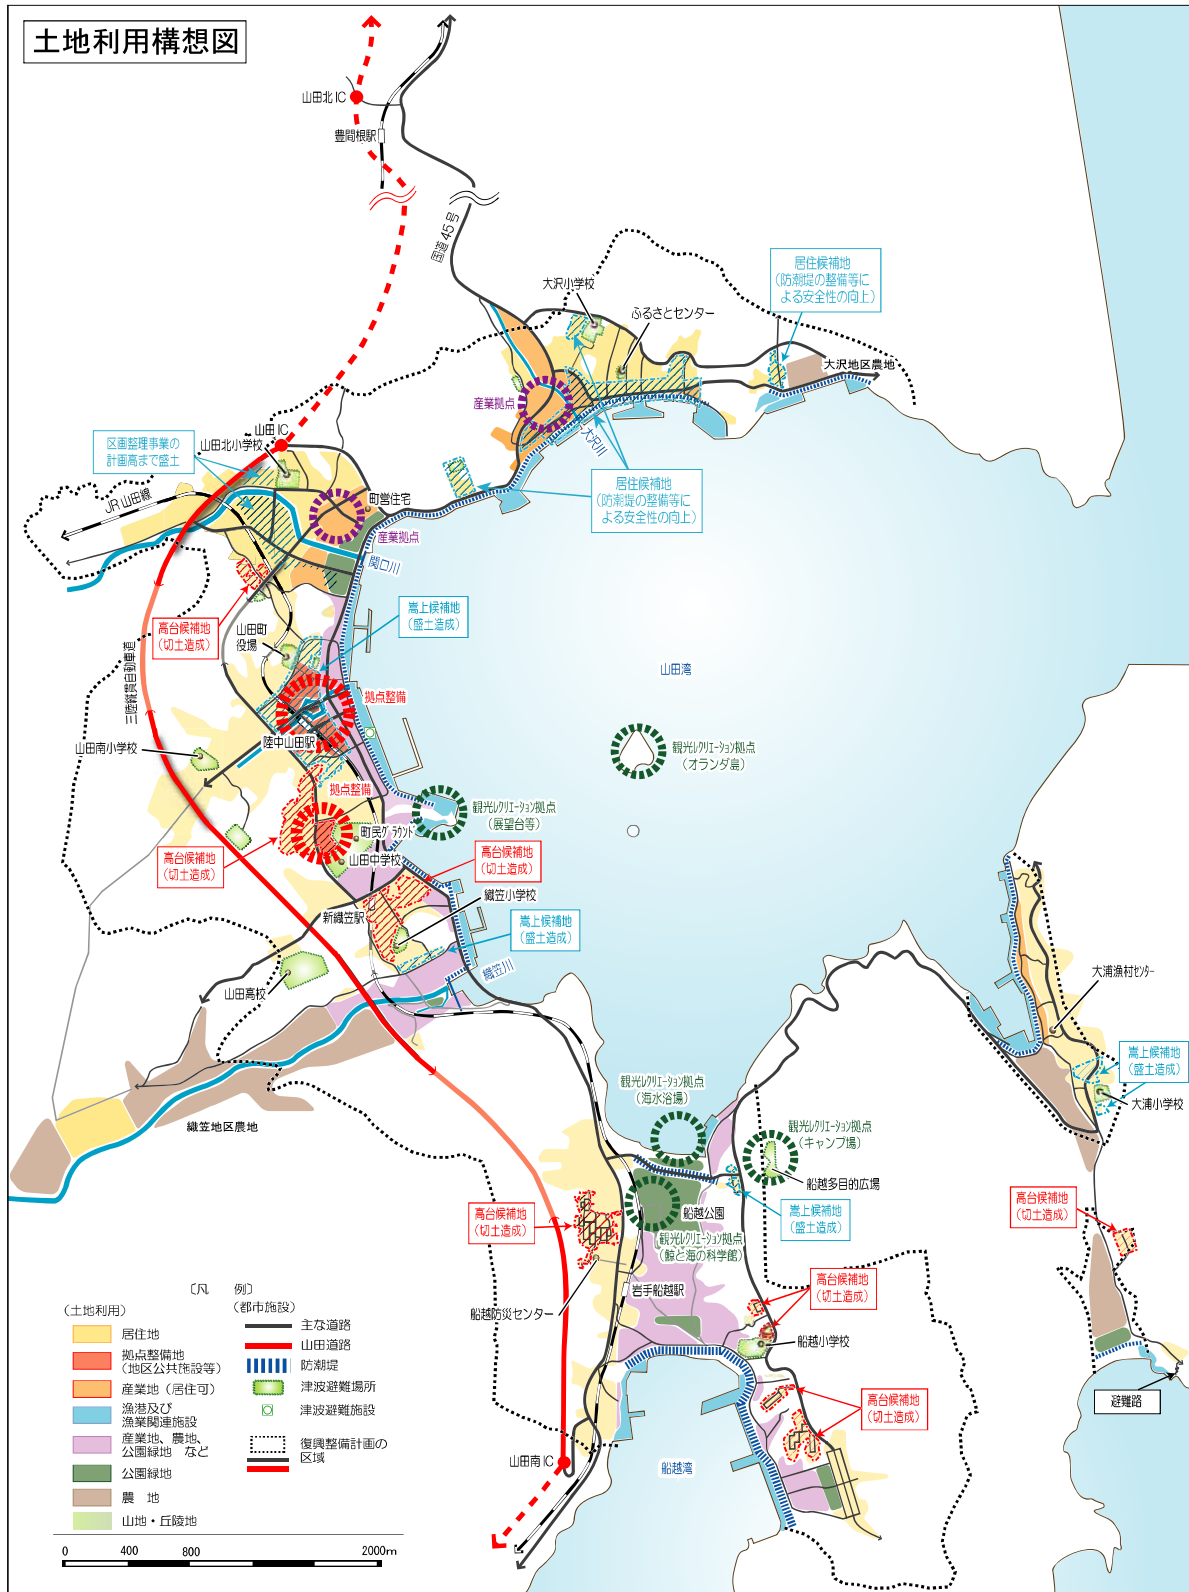 土地利用構想図
山田北IC
豊間根駅
国道45号
大沢小学校
ふるさとセンター
居住候補地
(防潮堤の整備等に
よる安全性の向上)
大沢地区農地
産業拠点
大沢川
山田IC
山田北小学校
区画整理事業の
計画高まで盛土
JR山田線
町営住宅
産業拠点
関口川
居住候補地
(防潮堤の整備等に
よる安全性の向上)
嵩上候補地
(盛土造成)
高台候補地
(切土造成)
山田町
役場
三陸縦貫自動車道
拠点整備
山田湾
陸中山田駅
山田南小学校
観光レクリエーション拠点
(オランダ島)
拠点整備
観光レクリエーション拠点
(展望台等)
町民グラウンド
山田中学校
高台候補地
(切土造成)
高台候補地
(切土造成)
織笠小学校
新織笠駅
嵩上候補地
(盛土造成)
織笠川
山田高校
大浦漁村センター
嵩上候補地
(盛土造成)
大浦小学校
織笠地区農地
観光レクリエーション拠点
(海水浴場)
観光レクリエーション拠点
(キャンプ場)
船越多目的広場
高台候補地
(切土造成)
船越公園
嵩上候補地
(盛土造成)
高台候補地
(切土造成)
観光レクリエーション拠点
(鯨と海の科学館)
高台候補地
(切土造成)
岩手船越駅
船越防災センター
船越小学校
高台候補地
(切土造成)
避難路
山田南IC
船越湾
〔凡 例〕
(土地利用)
居住地
拠点整備地
(地区公共施設等)
産業地(居住可)
漁港及び
漁業関連施設
産業地、農地、
公園緑地 など
公園緑地
農 地
山地・丘陵地
(都市施設)
主な道路
山田道路
防潮堤
津波避難場所
津波避難施設
復興整備計画の
区域
0 400 800 2000m